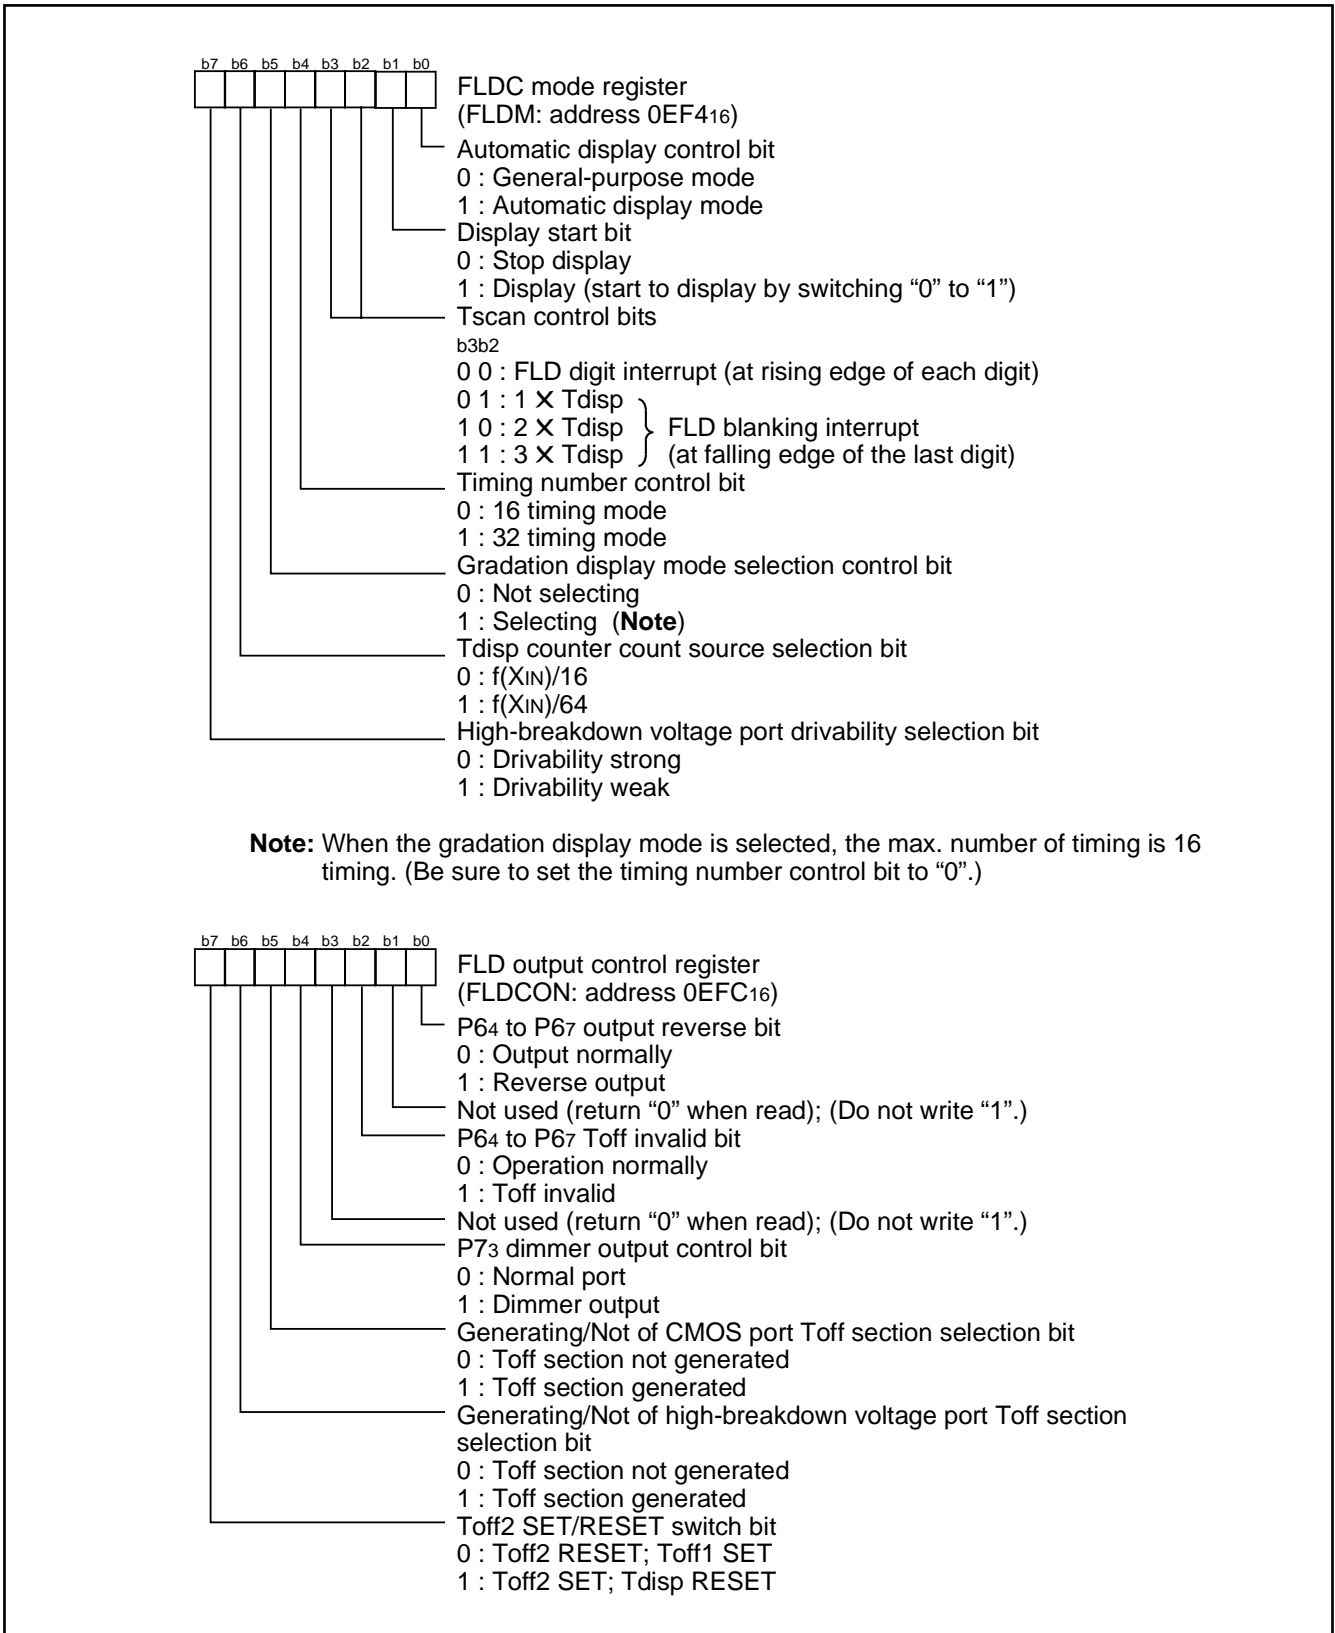 b7 b6 b5 b4 b3 b2 b1 b0
FLDC mode register
(FLDM: address 0EF416)
Automatic display control bit
0 : General-purpose mode
1 : Automatic display mode
Display start bit
0 : Stop display
1 : Display (start to display by switching “0” to “1”)
Tscan control bits
b3b2
0 0 : FLD digit interrupt (at rising edge of each digit)
0 1 : 1 ✕ Tdisp
1 0 : 2 ✕ Tdisp FLD blanking interrupt
1 1 : 3 ✕ Tdisp (at falling edge of the last digit)
Timing number control bit
0 : 16 timing mode
1 : 32 timing mode
Gradation display mode selection control bit
0 : Not selecting
1 : Selecting (Note)
Tdisp counter count source selection bit
0 : f(XIN)/16
1 : f(XIN)/64
High-breakdown voltage port drivability selection bit
0 : Drivability strong
1 : Drivability weak
Note: When the gradation display mode is selected, the max. number of timing is 16
timing. (Be sure to set the timing number control bit to “0”.)
b7 b6 b5 b4 b3 b2 b1 b0
FLD output control register
(FLDCON: address 0EFC16)
P64 to P67 output reverse bit
0 : Output normally
1 : Reverse output
Not used (return “0” when read); (Do not write “1”.)
P64 to P67 Toff invalid bit
0 : Operation normally
1 : Toff invalid
Not used (return “0” when read); (Do not write “1”.)
P73 dimmer output control bit
0 : Normal port
1 : Dimmer output
Generating/Not of CMOS port Toff section selection bit
0 : Toff section not generated
1 : Toff section generated
Generating/Not of high-breakdown voltage port Toff section
selection bit
0 : Toff section not generated
1 : Toff section generated
Toff2 SET/RESET switch bit
0 : Toff2 RESET; Toff1 SET
1 : Toff2 SET; Tdisp RESET